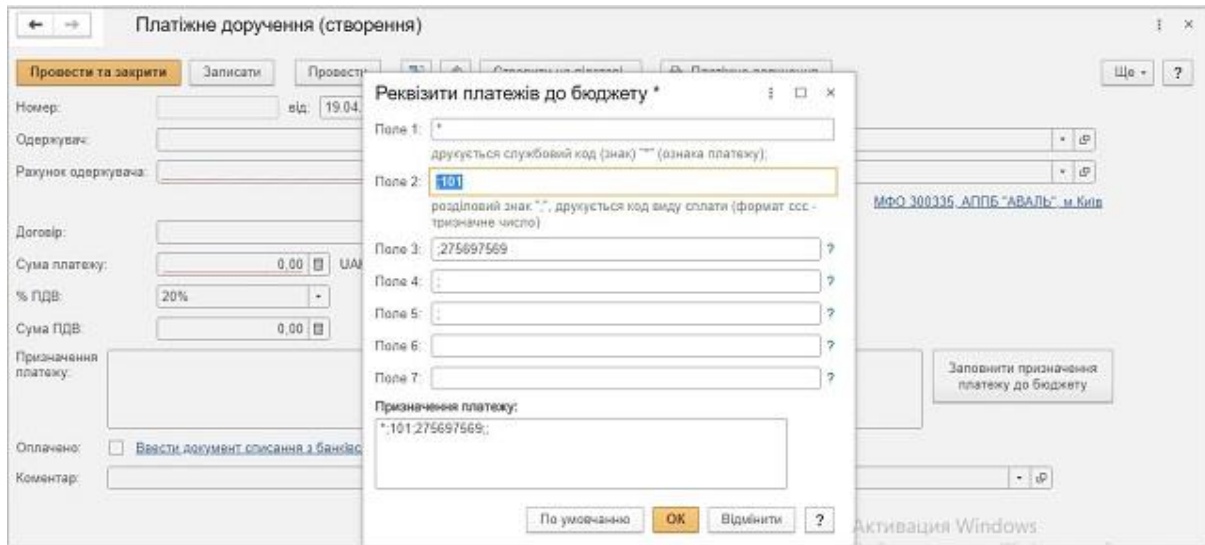 Платіжне доручення (створення)
Провести та закрити
Записати
Провести
Ще
?
Номер:
від: 19.04.
Одержувач:
Рахунок одержувача:
МФО 300335, АППБ "АВАЛЬ", м.Київ
Договір:
Сума платежу: 0,00
% ПДВ: 20%
Сума ПДВ: 0,00
Призначення
платежу:
Заповнити призначення
платежу до бюджету
Оплачено: Ввести документ списання з банківс
Коментар:
Реквізити платежів до бюджету *
Поле 1: *
друкується службовий код (знак) "*" (ознака платежу);
Поле 2: ;101
розділовий знак ";", друкується код виду сплати (формат ссс -
тризначне число)
Поле 3: ;275697569 ?
Поле 4: ; ?
Поле 5: ; ?
Поле 6: ?
Поле 7: ?
Призначення платежу:
*;101;275697569;;
По умовчанню
ОК
Відмінити
?
Активация Windows